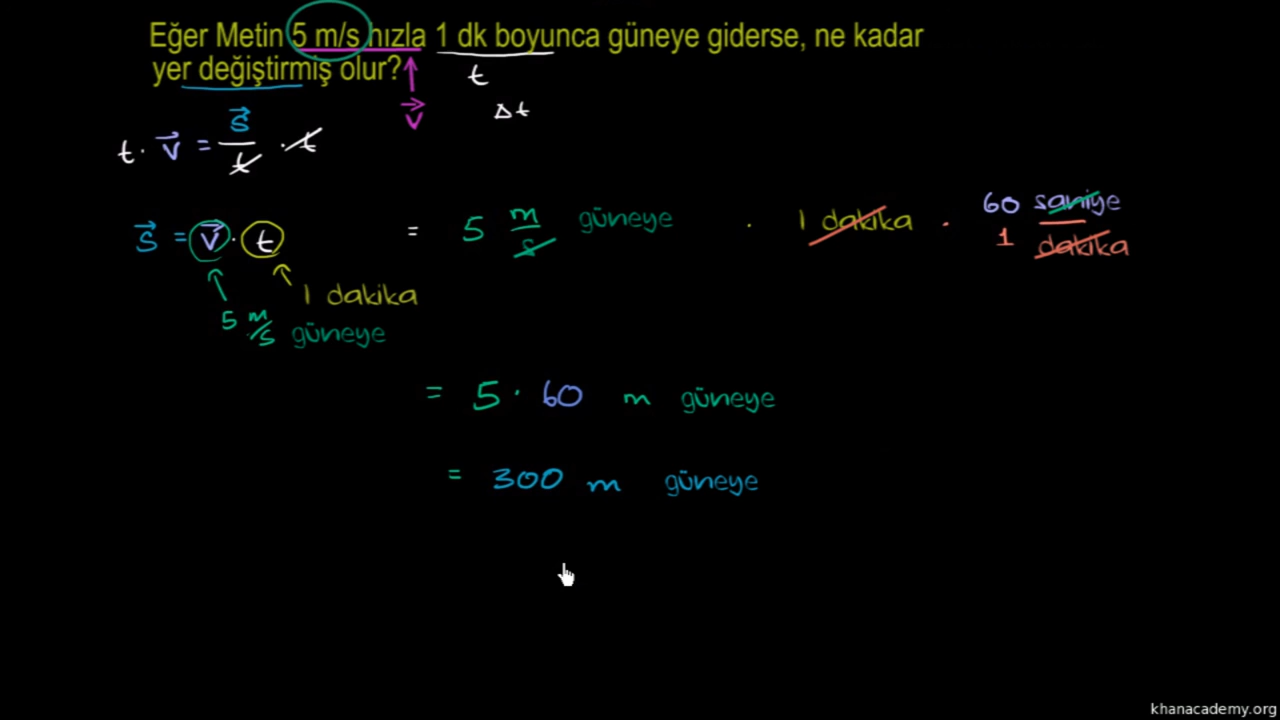 Eğer Metin 5 m/s hızla 1 dk boyunca güneye giderse, ne kadar
yer değiştirmiş olur?
t
v
Δt
t · v = s/t · t
s = v · t = 5 m/s güneye · 1 dakika · 60 saniye / 1 dakika
1 dakika
5 m/s güneye
= 5 · 60 m güneye
= 300 m güneye
khanacademy.org